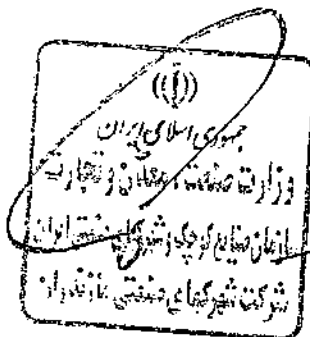 جمهوری اسلامی ایران
وزارت صنعت، معدن و تجارت
سازمان صنایع کوچک و شهرکهای صنعتی ایران
شرکت شهرکهای صنعتی مازندران